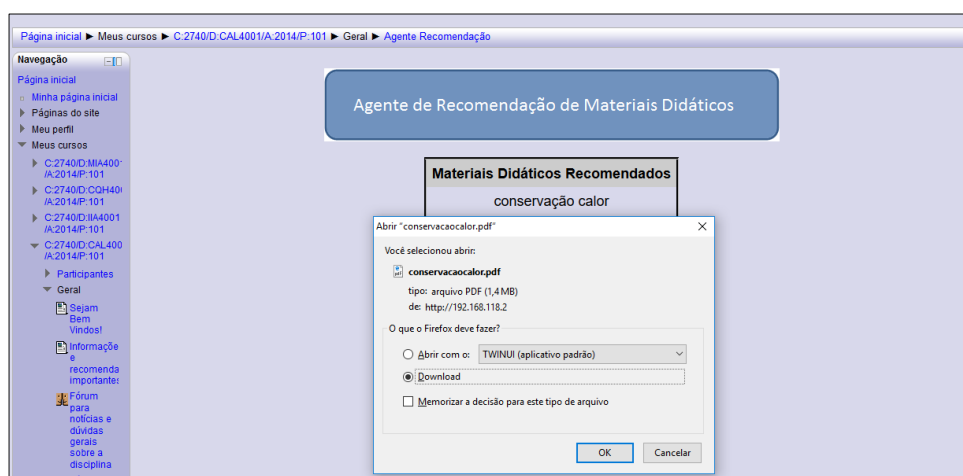 Página inicial ► Meus cursos ► C:2740/D:CAL4001/A:2014/P:101 ► Geral ► Agente Recomendação
Navegação
Página inicial
Minha página inicial
Páginas do site
Meu perfil
Meus cursos
C:2740/D:MIA400
/A:2014/P:101
C:2740/D:CQH40
/A:2014/P:101
C:2740/D:IIA4001
/A:2014/P:101
C:2740/D:CAL400
/A:2014/P:101
Participantes
Geral
Sejam
Bem
Vindos!
Informaçõe
e
recomenda
importantes
Fórum
para
notícias e
dúvidas
gerais
sobre a
disciplina
Agente de Recomendação de Materiais Didáticos
Materiais Didáticos Recomendados
conservação calor
Abrir "conservacaocalor.pdf"
Você selecionou abrir:
conservacaocalor.pdf
tipo: arquivo PDF (1,4 MB)
de: http://192.168.118.2
O que o Firefox deve fazer?
Abrir com o: TWINUI (aplicativo padrão)
Download
Memorizar a decisão para este tipo de arquivo
OK Cancelar